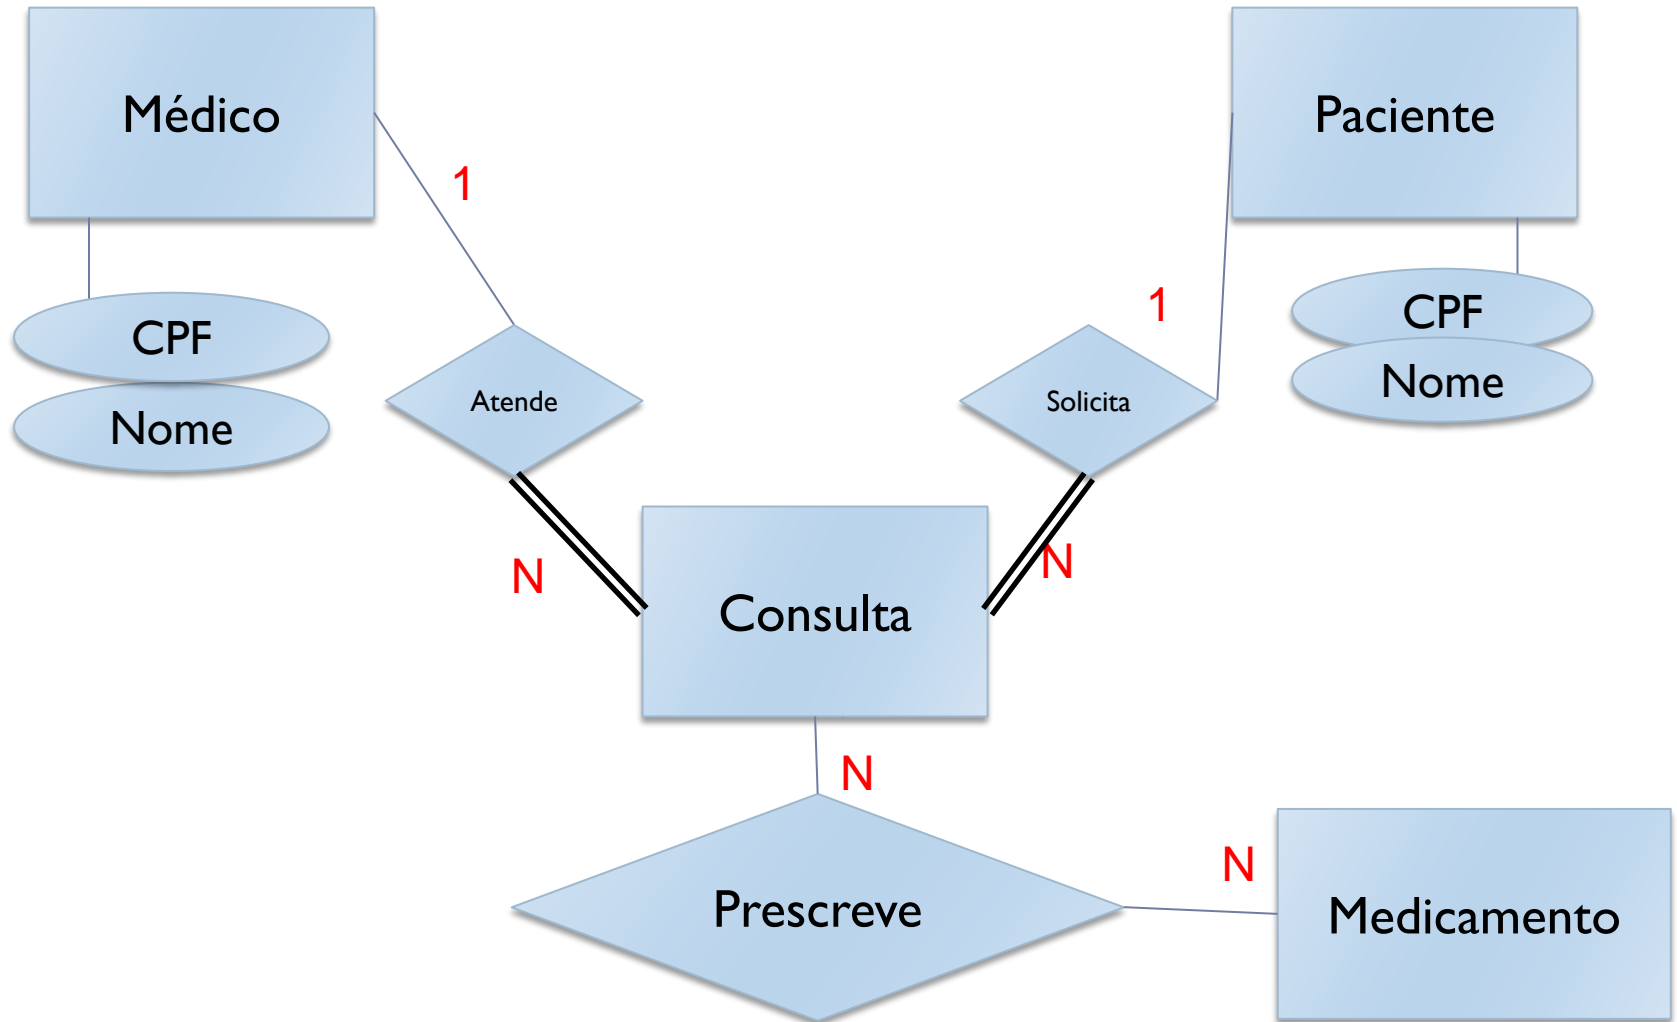 Médico
Paciente
1
1
CPF
Nome
CPF
Nome
Atende
Solicita
N
N
Consulta
N
N
Prescreve
Medicamento